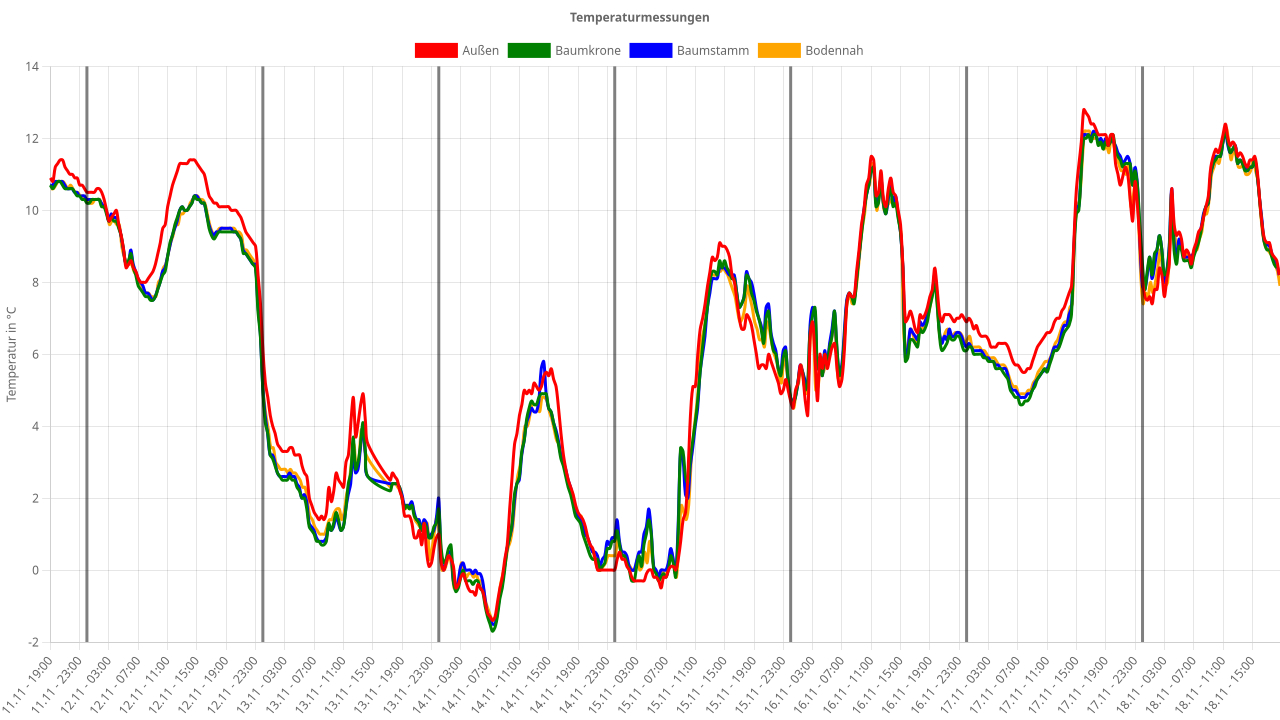 Temperaturmessungen
Außen Baumkrone Baumstamm Bodennah
14
12
10
8
6
4
2
0
-2
Temperatur in °C
11.11 - 19:00
11.11 - 23:00
12.11 - 03:00
12.11 - 07:00
12.11 - 11:00
12.11 - 15:00
12.11 - 19:00
12.11 - 23:00
13.11 - 03:00
13.11 - 07:00
13.11 - 11:00
13.11 - 15:00
13.11 - 19:00
13.11 - 23:00
14.11 - 03:00
14.11 - 07:00
14.11 - 11:00
14.11 - 15:00
14.11 - 19:00
14.11 - 23:00
15.11 - 03:00
15.11 - 07:00
15.11 - 11:00
15.11 - 15:00
15.11 - 19:00
15.11 - 23:00
16.11 - 03:00
16.11 - 07:00
16.11 - 11:00
16.11 - 15:00
16.11 - 19:00
16.11 - 23:00
17.11 - 03:00
17.11 - 07:00
17.11 - 11:00
17.11 - 15:00
17.11 - 19:00
17.11 - 23:00
18.11 - 03:00
18.11 - 07:00
18.11 - 11:00
18.11 - 15:00